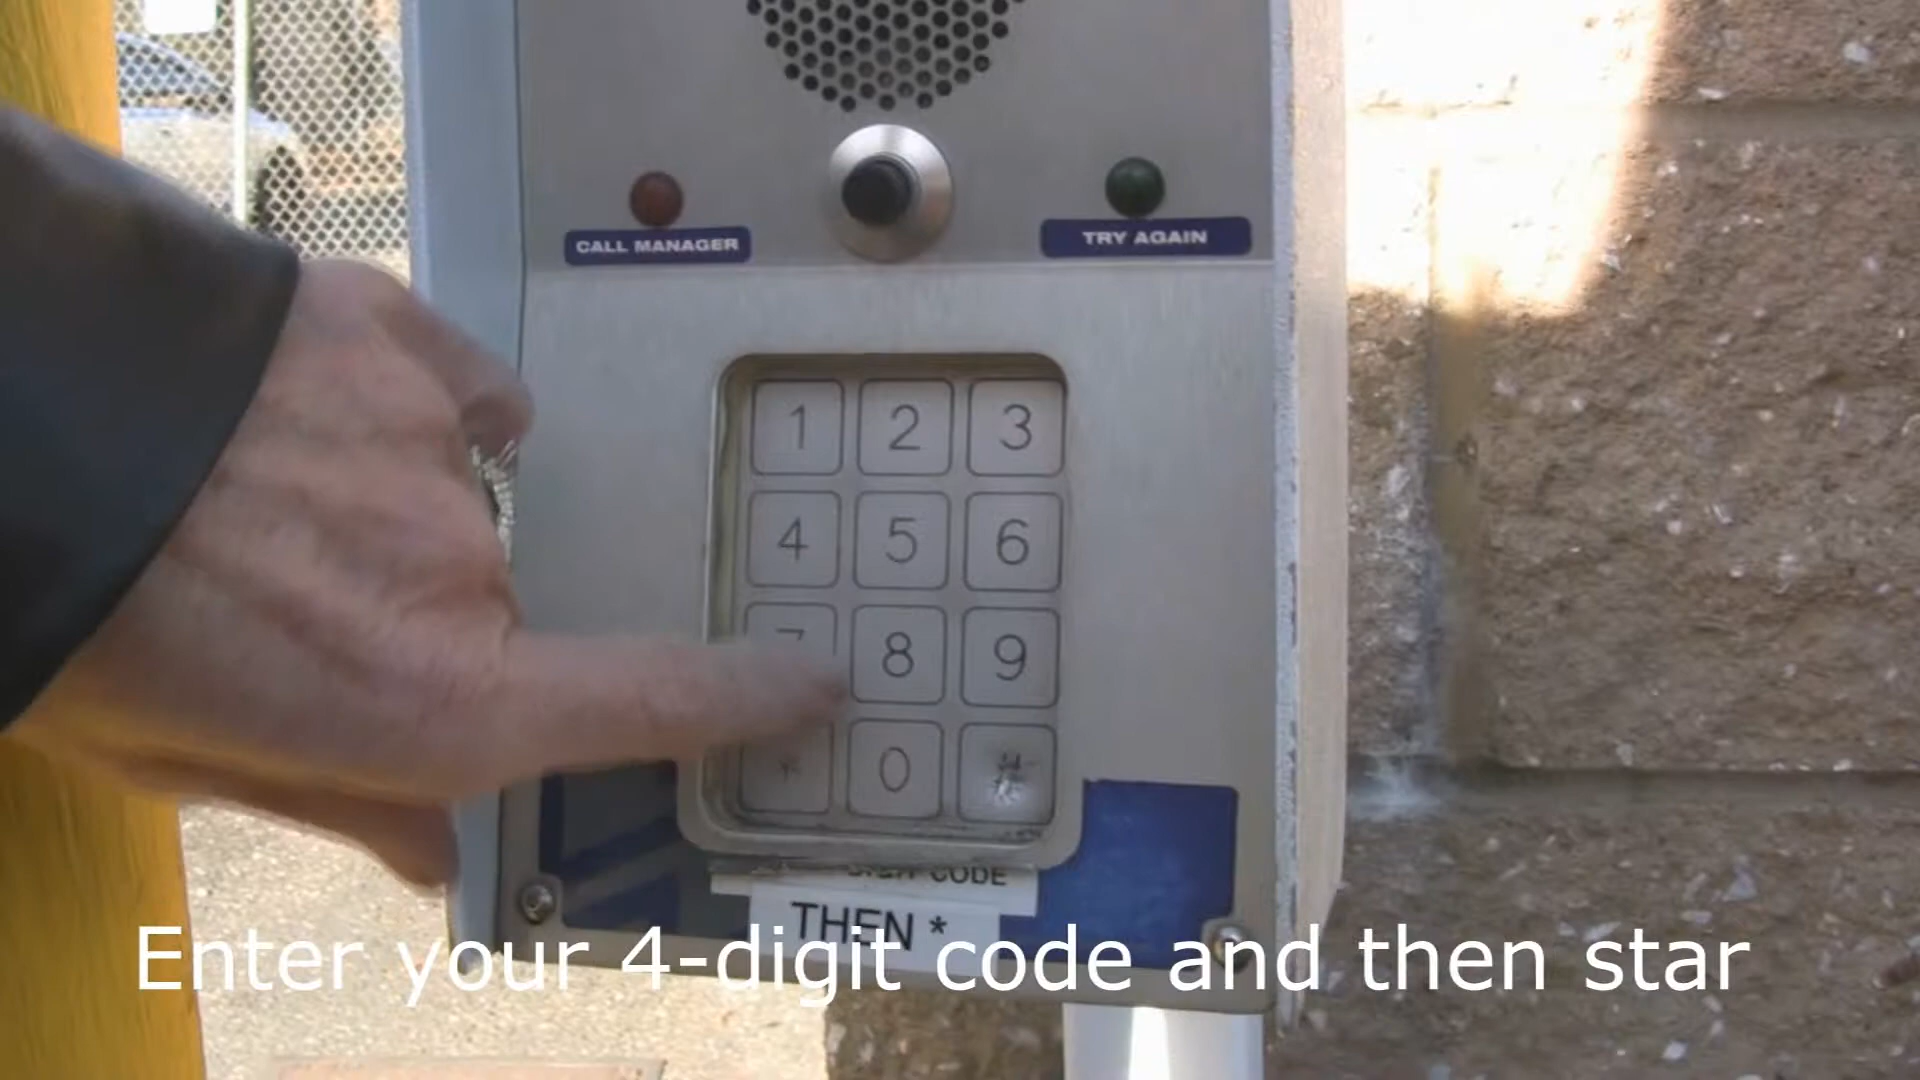 CALL MANAGER
TRY AGAIN
1 2 3
4 5 6
7 8 9
* 0 #
CODE
THEN *
Enter your 4-digit code and then star